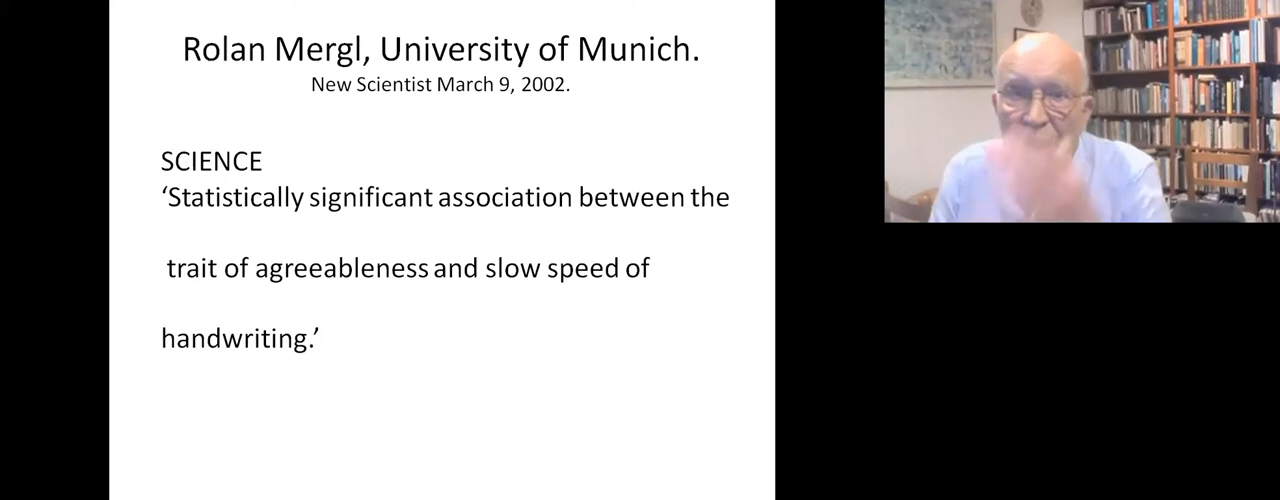 Rolan Mergl, University of Munich.
New Scientist March 9, 2002.
SCIENCE
‘Statistically significant association between the
trait of agreeableness and slow speed of
handwriting.’